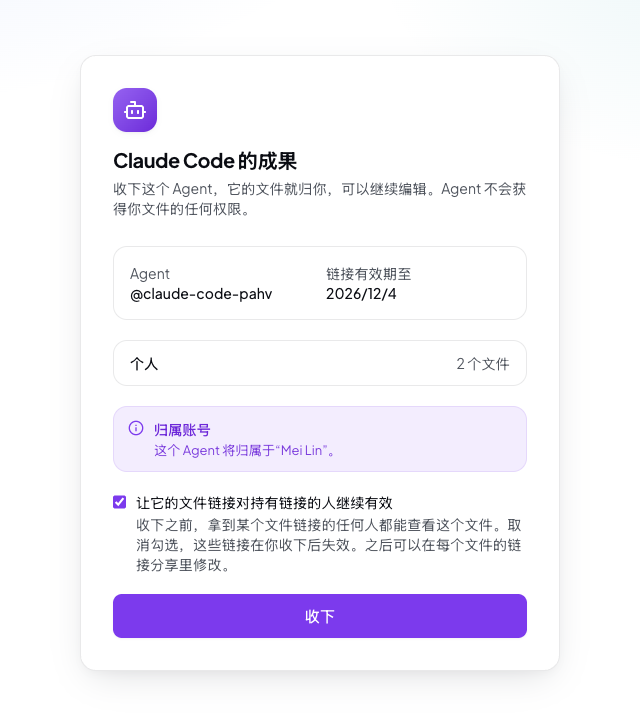 Claude Code 的成果
收下这个 Agent，它的文件就归你，可以继续编辑。Agent 不会获
得你文件的任何权限。
Agent
@claude-code-pahv
链接有效期至
2026/12/4
个人
2 个文件
归属账号
这个 Agent 将归属于“Mei Lin”。
让它的文件链接对持有链接的人继续有效
收下之前，拿到某个文件链接的任何人都能查看这个文件。取
消勾选，这些链接在你收下后失效。之后可以在每个文件的链
接分享里修改。
收下